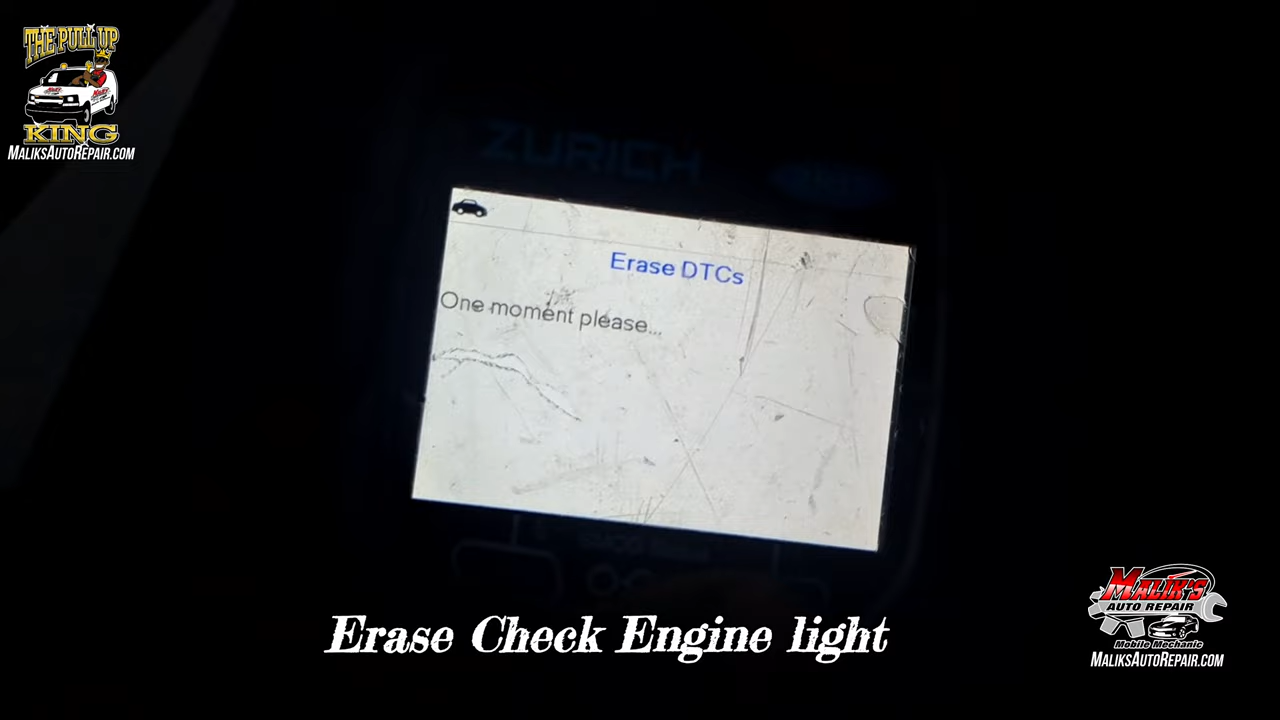 THE PULL UP
KING
MALIKSAUTOREPAIR.COM
ZURICH
Erase DTCs
One moment please...
Erase Check Engine light
MALIK'S
AUTO REPAIR
Mobile Mechanic
MALIKSAUTOREPAIR.COM